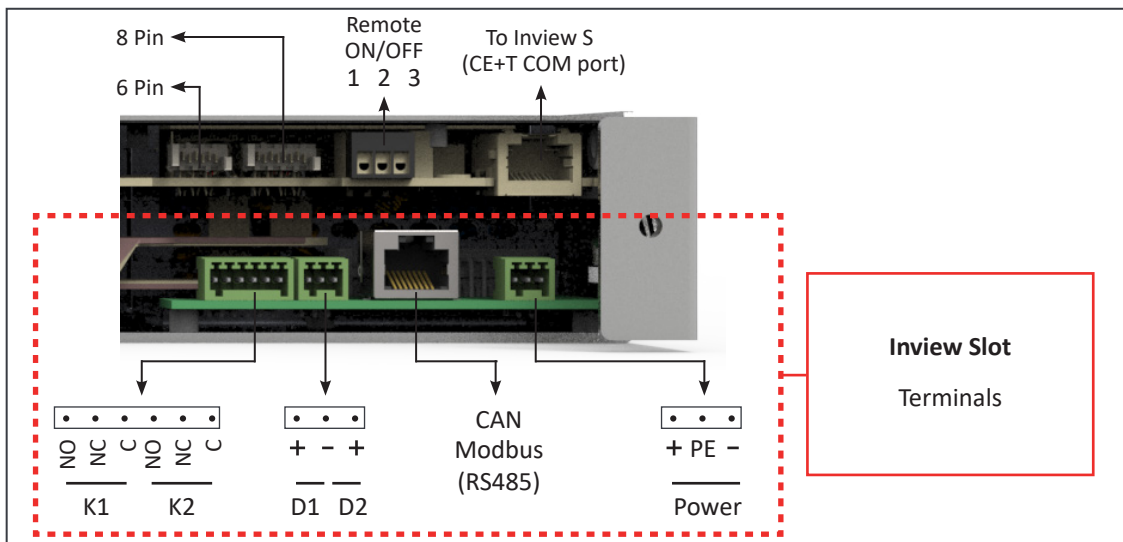 8 Pin
6 Pin
Remote
ON/OFF
1 2 3
To Inview S
(CE+T COM port)
Inview Slot
Terminals
NO NC C NO NC C
K1 K2
+ − +
D1 D2
CAN
Modbus
(RS485)
+ PE −
Power